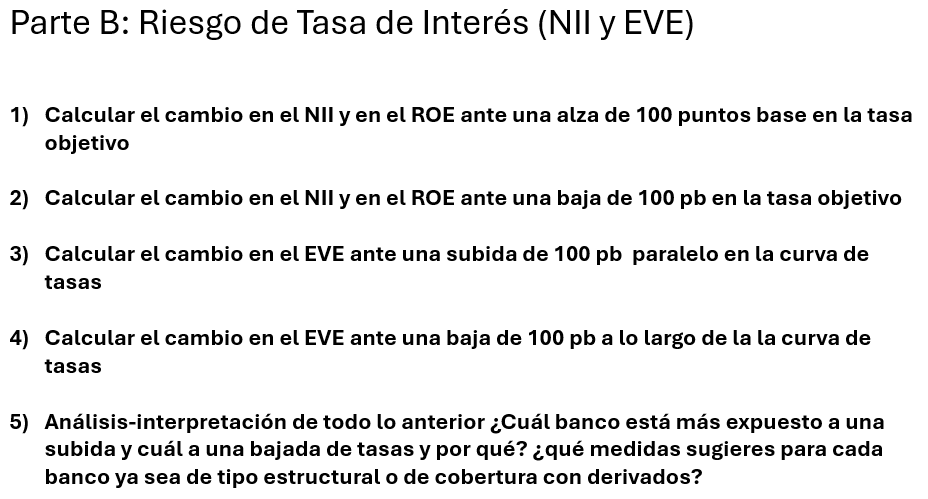 Parte B: Riesgo de Tasa de Interés (NII y EVE)
1) Calcular el cambio en el NII y en el ROE ante una alza de 100 puntos base en la tasa
objetivo
2) Calcular el cambio en el NII y en el ROE ante una baja de 100 pb en la tasa objetivo
3) Calcular el cambio en el EVE ante una subida de 100 pb  paralelo en la curva de
tasas
4) Calcular el cambio en el EVE ante una baja de 100 pb a lo largo de la la curva de
tasas
5) Análisis-interpretación de todo lo anterior ¿Cuál banco está más expuesto a una
subida y cuál a una bajada de tasas y por qué? ¿qué medidas sugieres para cada
banco ya sea de tipo estructural o de cobertura con derivados?